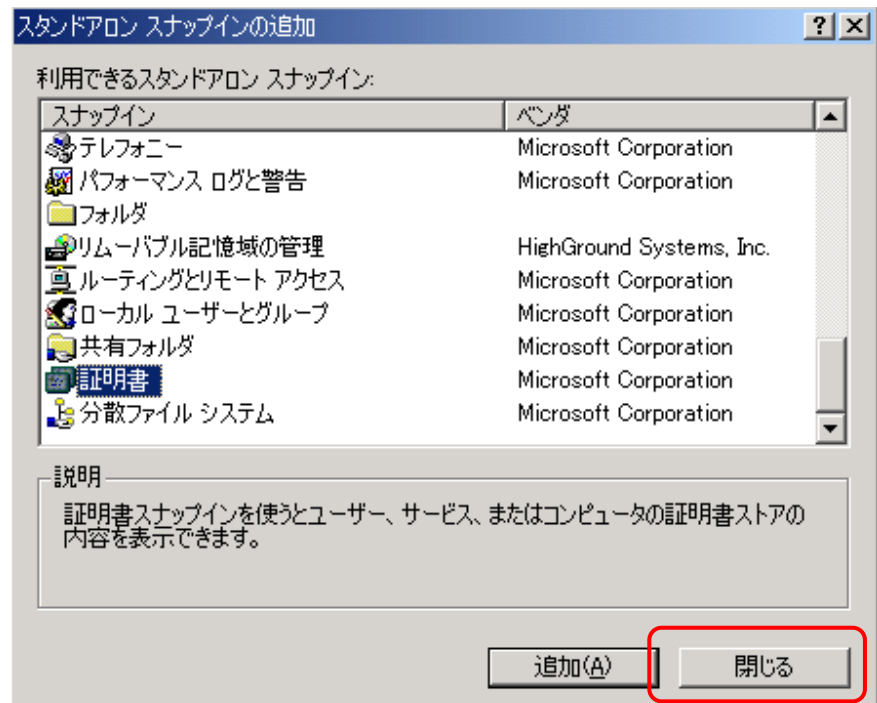 スタンドアロン スナップインの追加
利用できるスタンドアロン スナップイン:
スナップイン ベンダ
テレフォニー Microsoft Corporation
パフォーマンス ログと警告 Microsoft Corporation
フォルダ
リムーバブル記憶域の管理 HighGround Systems, Inc.
ルーティングとリモート アクセス Microsoft Corporation
ローカル ユーザーとグループ Microsoft Corporation
共有フォルダ Microsoft Corporation
証明書 Microsoft Corporation
分散ファイル システム Microsoft Corporation
説明
証明書スナップインを使うとユーザー、サービス、またはコンピュータの証明書ストアの
内容を表示できます。
追加(A) 閉じる